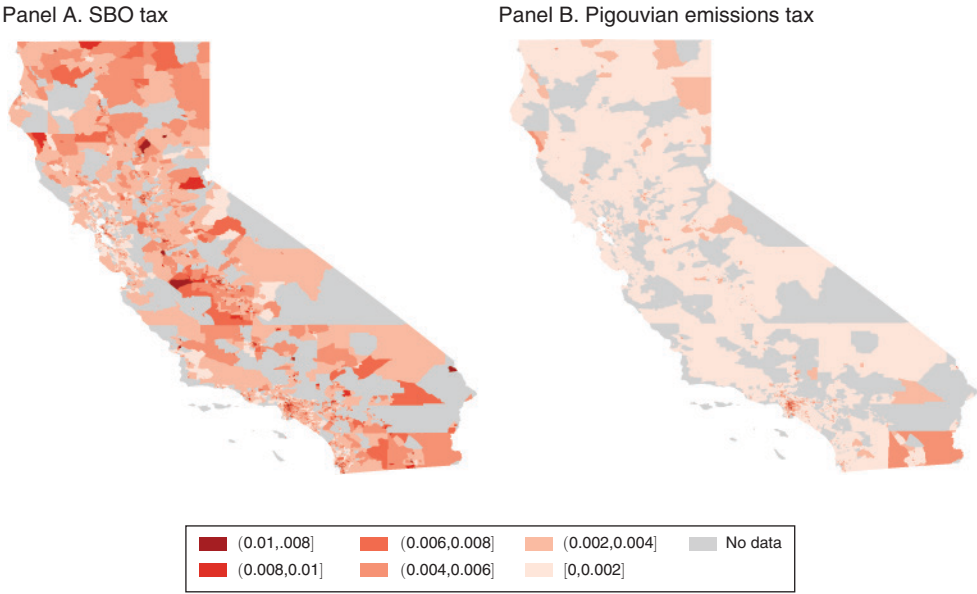 Panel A. SBO tax
Panel B. Pigouvian emissions tax
(0.01,.008] (0.006,0.008] (0.002,0.004] No data
(0.008,0.01] (0.004,0.006] [0,0.002]